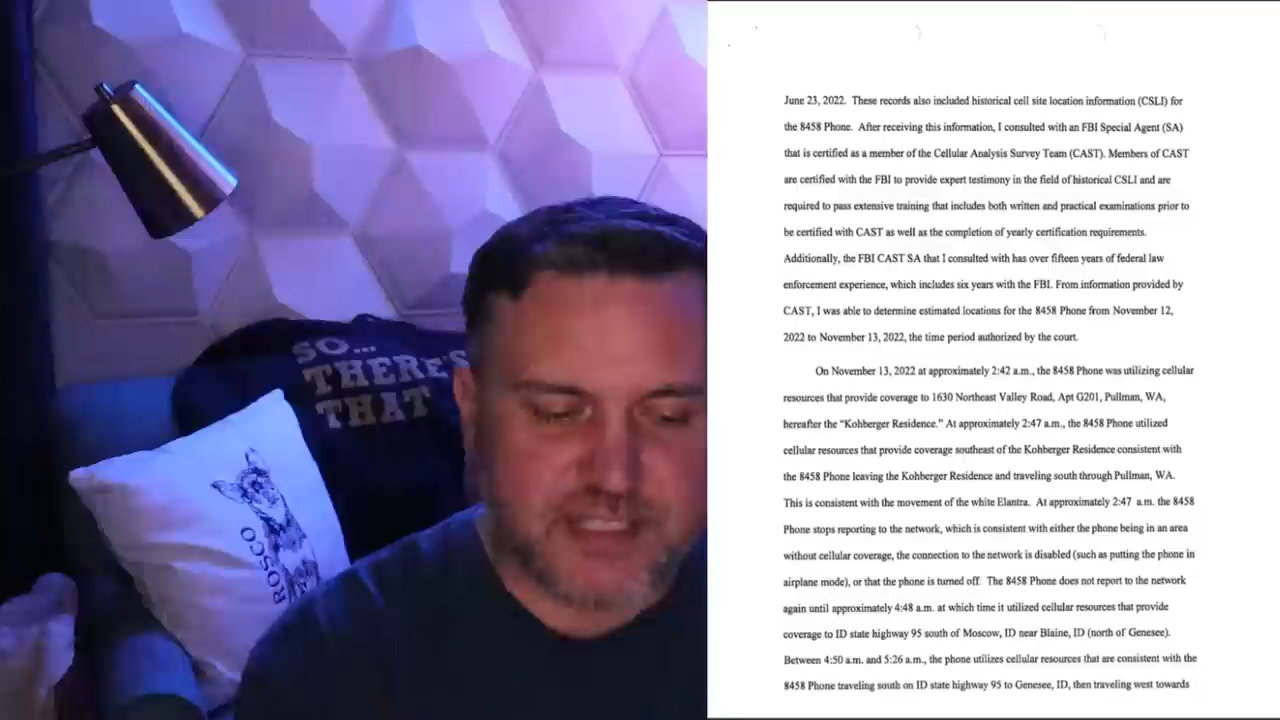 SO...
THERE'S
THAT
ROSCO
June 23, 2022. These records also included historical cell site location information (CSLI) for
the 8458 Phone. After receiving this information, I consulted with an FBI Special Agent (SA)
that is certified as a member of the Cellular Analysis Survey Team (CAST). Members of CAST
are certified with the FBI to provide expert testimony in the field of historical CSLI and are
required to pass extensive training that includes both written and practical examinations prior to
be certified with CAST as well as the completion of yearly certification requirements.
Additionally, the FBI CAST SA that I consulted with has over fifteen years of federal law
enforcement experience, which includes six years with the FBI. From information provided by
CAST, I was able to determine estimated locations for the 8458 Phone from November 12,
2022 to November 13, 2022, the time period authorized by the court.
On November 13, 2022 at approximately 2:42 a.m., the 8458 Phone was utilizing cellular
resources that provide coverage to 1630 Northeast Valley Road, Apt G201, Pullman, WA,
hereafter the “Kohberger Residence.” At approximately 2:47 a.m., the 8458 Phone utilized
cellular resources that provide coverage southeast of the Kohberger Residence consistent with
the 8458 Phone leaving the Kohberger Residence and traveling south through Pullman, WA.
This is consistent with the movement of the white Elantra. At approximately 2:47 a.m. the 8458
Phone stops reporting to the network, which is consistent with either the phone being in an area
without cellular coverage, the connection to the network is disabled (such as putting the phone in
airplane mode), or that the phone is turned off. The 8458 Phone does not report to the network
again until approximately 4:48 a.m. at which time it utilized cellular resources that provide
coverage to ID state highway 95 south of Moscow, ID near Blaine, ID (north of Genesee).
Between 4:50 a.m. and 5:26 a.m., the phone utilizes cellular resources that are consistent with the
8458 Phone traveling south on ID state highway 95 to Genesee, ID, then traveling west towards